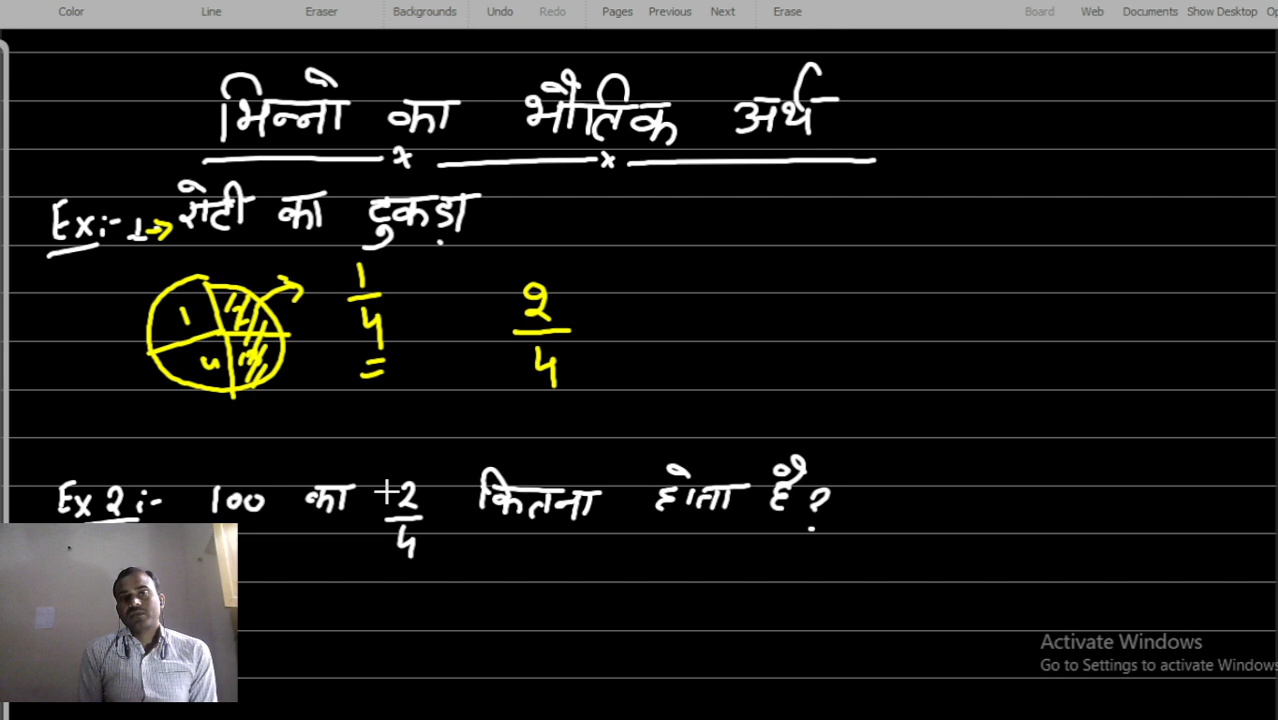 Color Line Eraser Backgrounds Undo Redo Pages Previous Next Erase Board Web Documents Show Desktop Op
भिन्नो का भौतिक अर्थ
Ex:-1→ रोटी का टुकड़ा
1 1/4 2/4
4 =
Ex 2:- 100 का 2/4 कितना होता है?
Activate Windows
Go to Settings to activate Windows